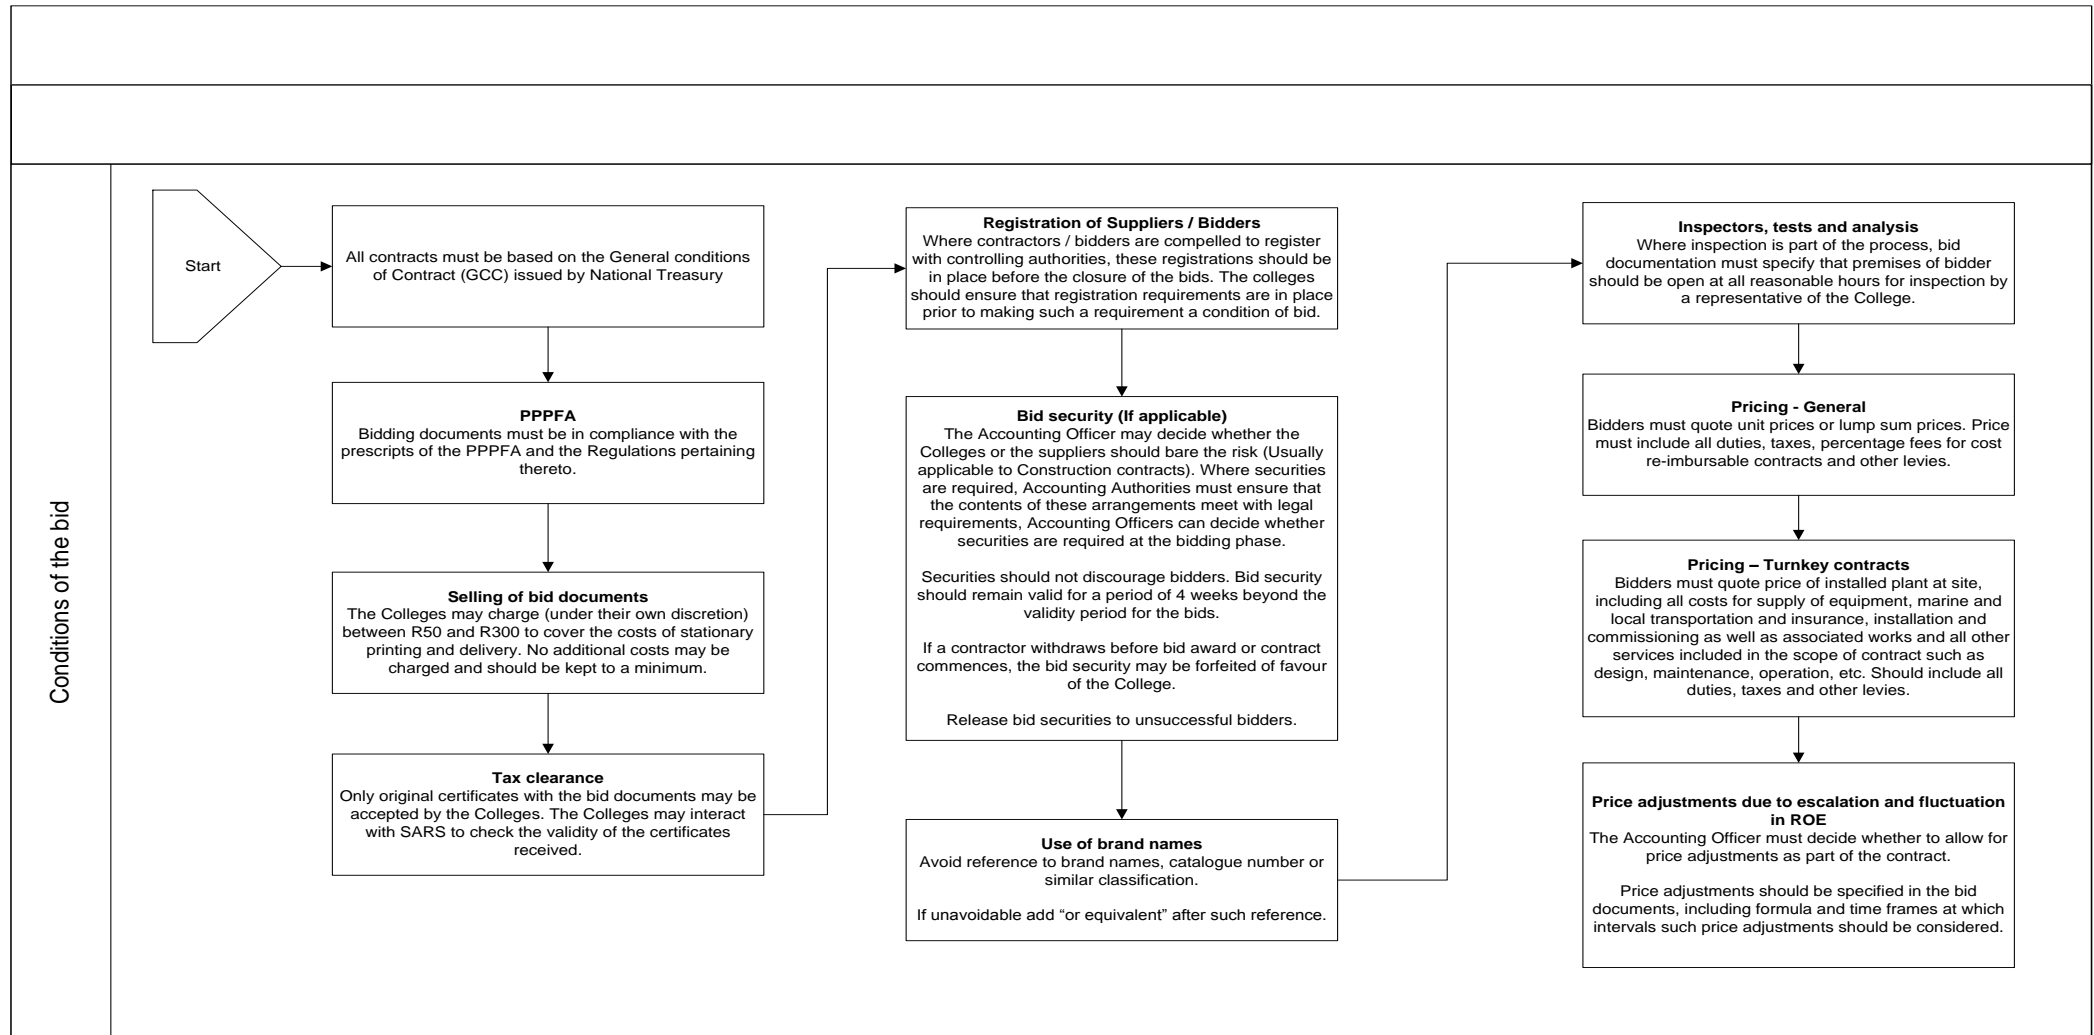 Conditions of the bid
Start
All contracts must be based on the General conditions
of Contract (GCC) issued by National Treasury
PPPFA
Bidding documents must be in compliance with the
prescripts of the PPPFA and the Regulations pertaining
thereto.
Selling of bid documents
The Colleges may charge (under their own discretion)
between R50 and R300 to cover the costs of stationary
printing and delivery. No additional costs may be
charged and should be kept to a minimum.
Tax clearance
Only original certificates with the bid documents may be
accepted by the Colleges. The Colleges may interact
with SARS to check the validity of the certificates
received.
Registration of Suppliers / Bidders
Where contractors / bidders are compelled to register
with controlling authorities, these registrations should be
in place before the closure of the bids. The colleges
should ensure that registration requirements are in place
prior to making such a requirement a condition of bid.
Bid security (If applicable)
The Accounting Officer may decide whether the
Colleges or the suppliers should bare the risk (Usually
applicable to Construction contracts). Where securities
are required, Accounting Authorities must ensure that
the contents of these arrangements meet with legal
requirements, Accounting Officers can decide whether
securities are required at the bidding phase.
Securities should not discourage bidders. Bid security
should remain valid for a period of 4 weeks beyond the
validity period for the bids.
If a contractor withdraws before bid award or contract
commences, the bid security may be forfeited of favour
of the College.
Release bid securities to unsuccessful bidders.
Use of brand names
Avoid reference to brand names, catalogue number or
similar classification.
If unavoidable add “or equivalent” after such reference.
Inspectors, tests and analysis
Where inspection is part of the process, bid
documentation must specify that premises of bidder
should be open at all reasonable hours for inspection by
a representative of the College.
Pricing - General
Bidders must quote unit prices or lump sum prices. Price
must include all duties, taxes, percentage fees for cost
re-imbursable contracts and other levies.
Pricing – Turnkey contracts
Bidders must quote price of installed plant at site,
including all costs for supply of equipment, marine and
local transportation and insurance, installation and
commissioning as well as associated works and all other
services included in the scope of contract such as
design, maintenance, operation, etc. Should include all
duties, taxes and other levies.
Price adjustments due to escalation and fluctuation
in ROE
The Accounting Officer must decide whether to allow for
price adjustments as part of the contract.
Price adjustments should be specified in the bid
documents, including formula and time frames at which
intervals such price adjustments should be considered.